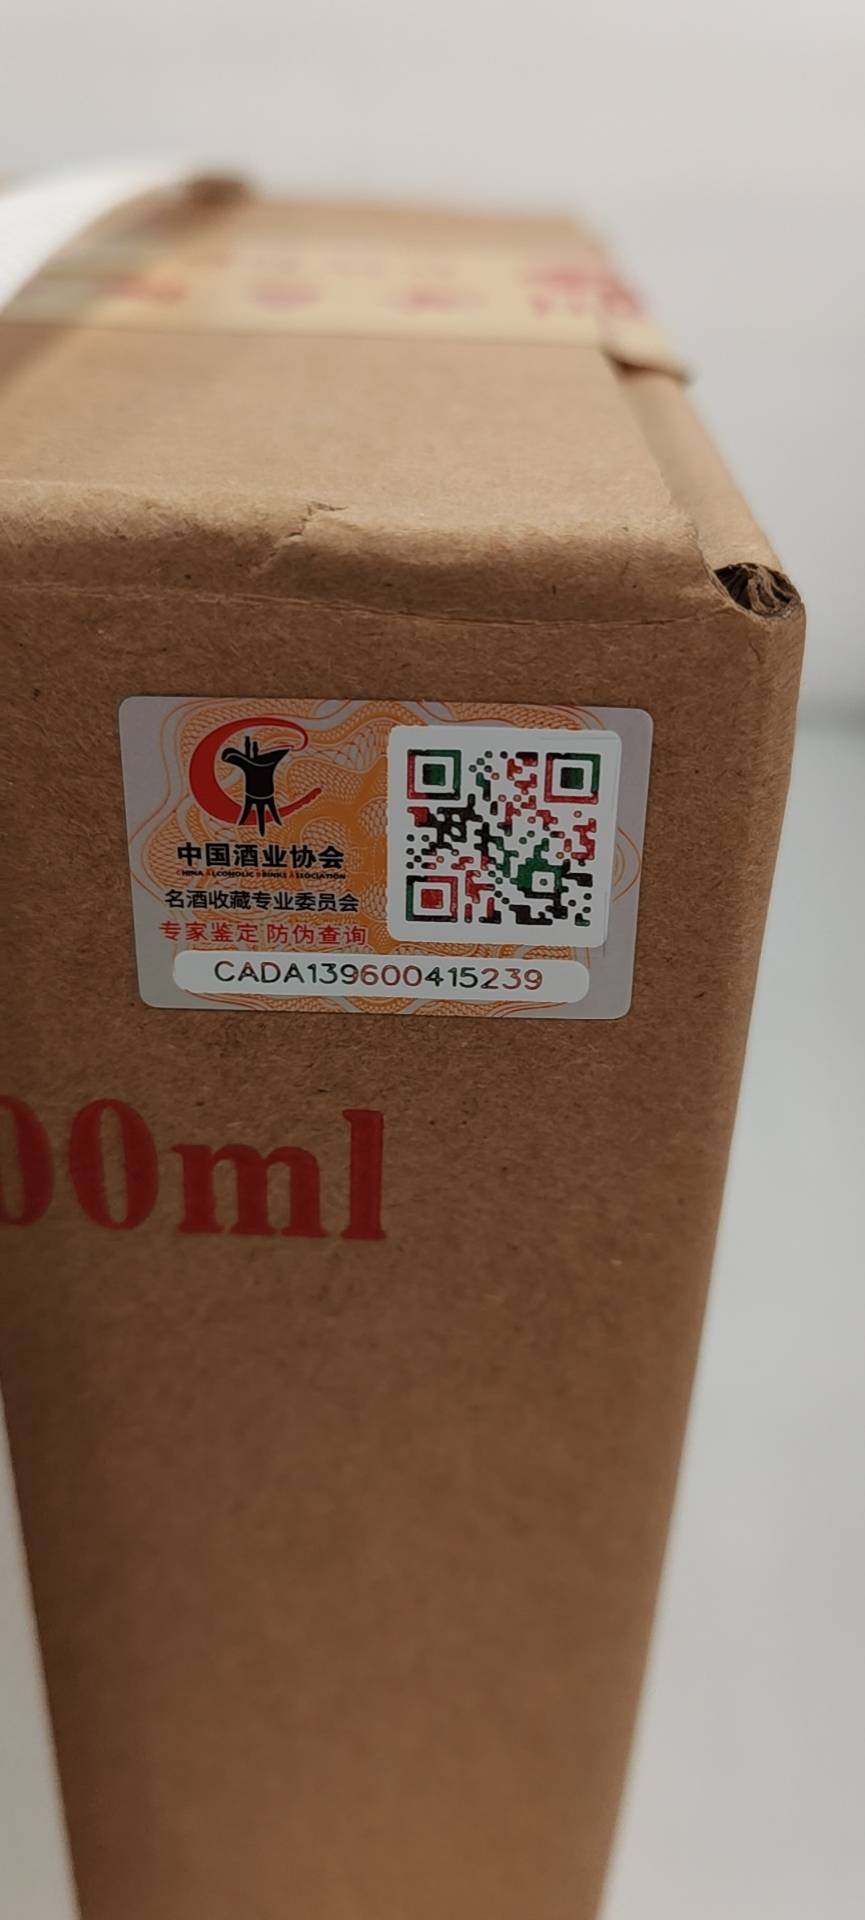 中国酒业协会
CHINA ALCOHOLIC DRINKS ASSOCIATION
名酒收藏专业委员会
专家鉴定 防伪查询
CADA139600415239
00ml